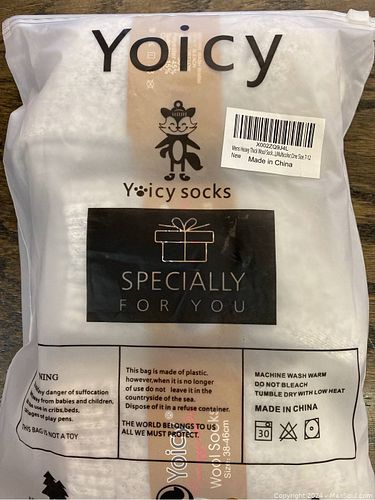 Yoicy
X002ZQ9J4L
Mens Heavy Thick Wool Sock
New
Made in China
Yoicy socks
SPECIALLY
FOR YOU
NING
danger of suffocation
from babies and children.
use in cribs, beds,
of play pens.
THIS BAG IS NOT A TOY
This bag is made of plastic.
however,when it is no longer
of use do not leave it in the
countryside of the sea.
Dispose of it in a refuse container.
THE WORLD BELONGS TO US
ALL WE MUST PROTECT.
MACHINE WASH WARM
DO NOT BLEACH
TUMBLE DRY WITH LOW HEAT
MADE IN CHINA
30
Yoicy
Wool Socks
Size: 38-46cm
Copyright 2024 - MaxSold.com